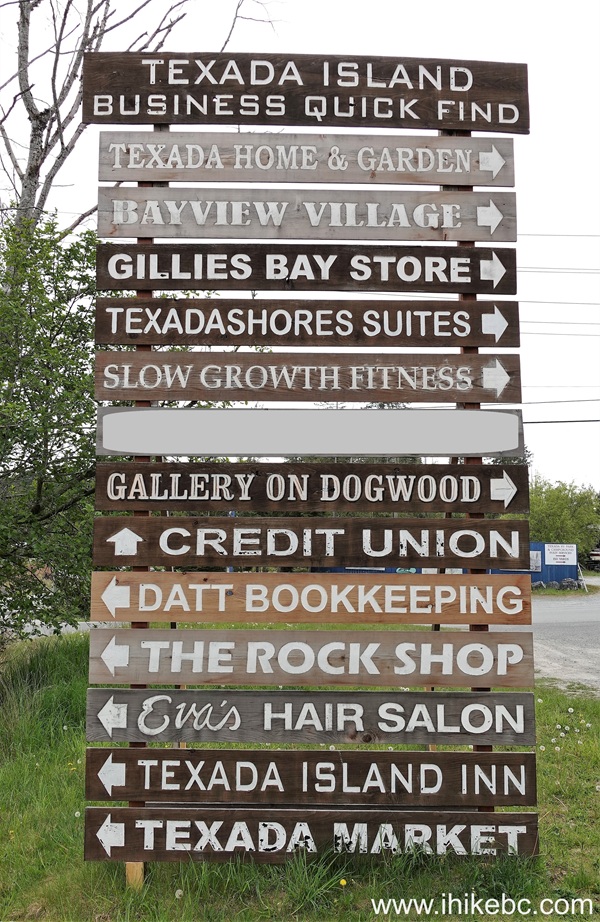 TEXADA ISLAND
BUSINESS QUICK FIND
TEXADA HOME & GARDEN
BAYVIEW VILLAGE
GILLIES BAY STORE
TEXADASHORES SUITES
SLOW GROWTH FITNESS
GALLERY ON DOGWOOD
CREDIT UNION
DATT BOOKKEEPING
THE ROCK SHOP
Eva's HAIR SALON
TEXADA ISLAND INN
TEXADA MARKET
www.ihikebc.com